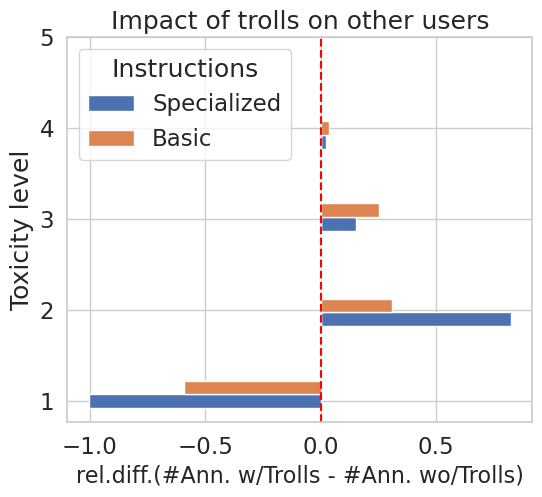 Impact of trolls on other users
5
4
3
2
1
Toxicity level
Instructions
Specialized
Basic
−1.0 −0.5 0.0 0.5
rel.diff.(#Ann. w/Trolls - #Ann. wo/Trolls)